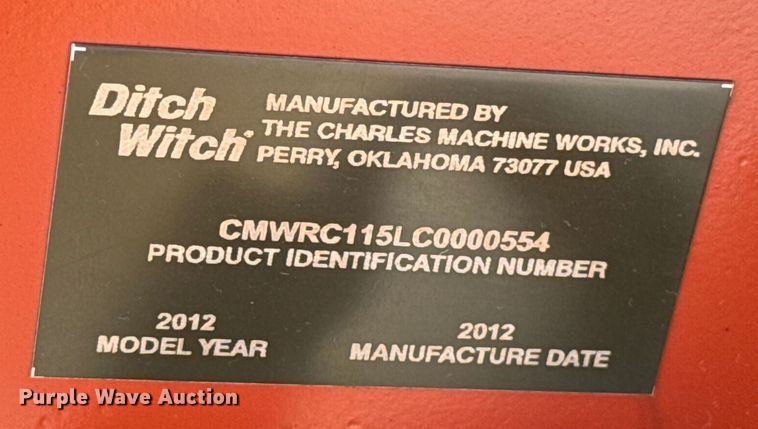 Ditch Witch®
MANUFACTURED BY
THE CHARLES MACHINE WORKS, INC.
PERRY, OKLAHOMA 73077 USA
CMWRC115LC0000554
PRODUCT IDENTIFICATION NUMBER
2012
MODEL YEAR
2012
MANUFACTURE DATE
Purple Wave Auction